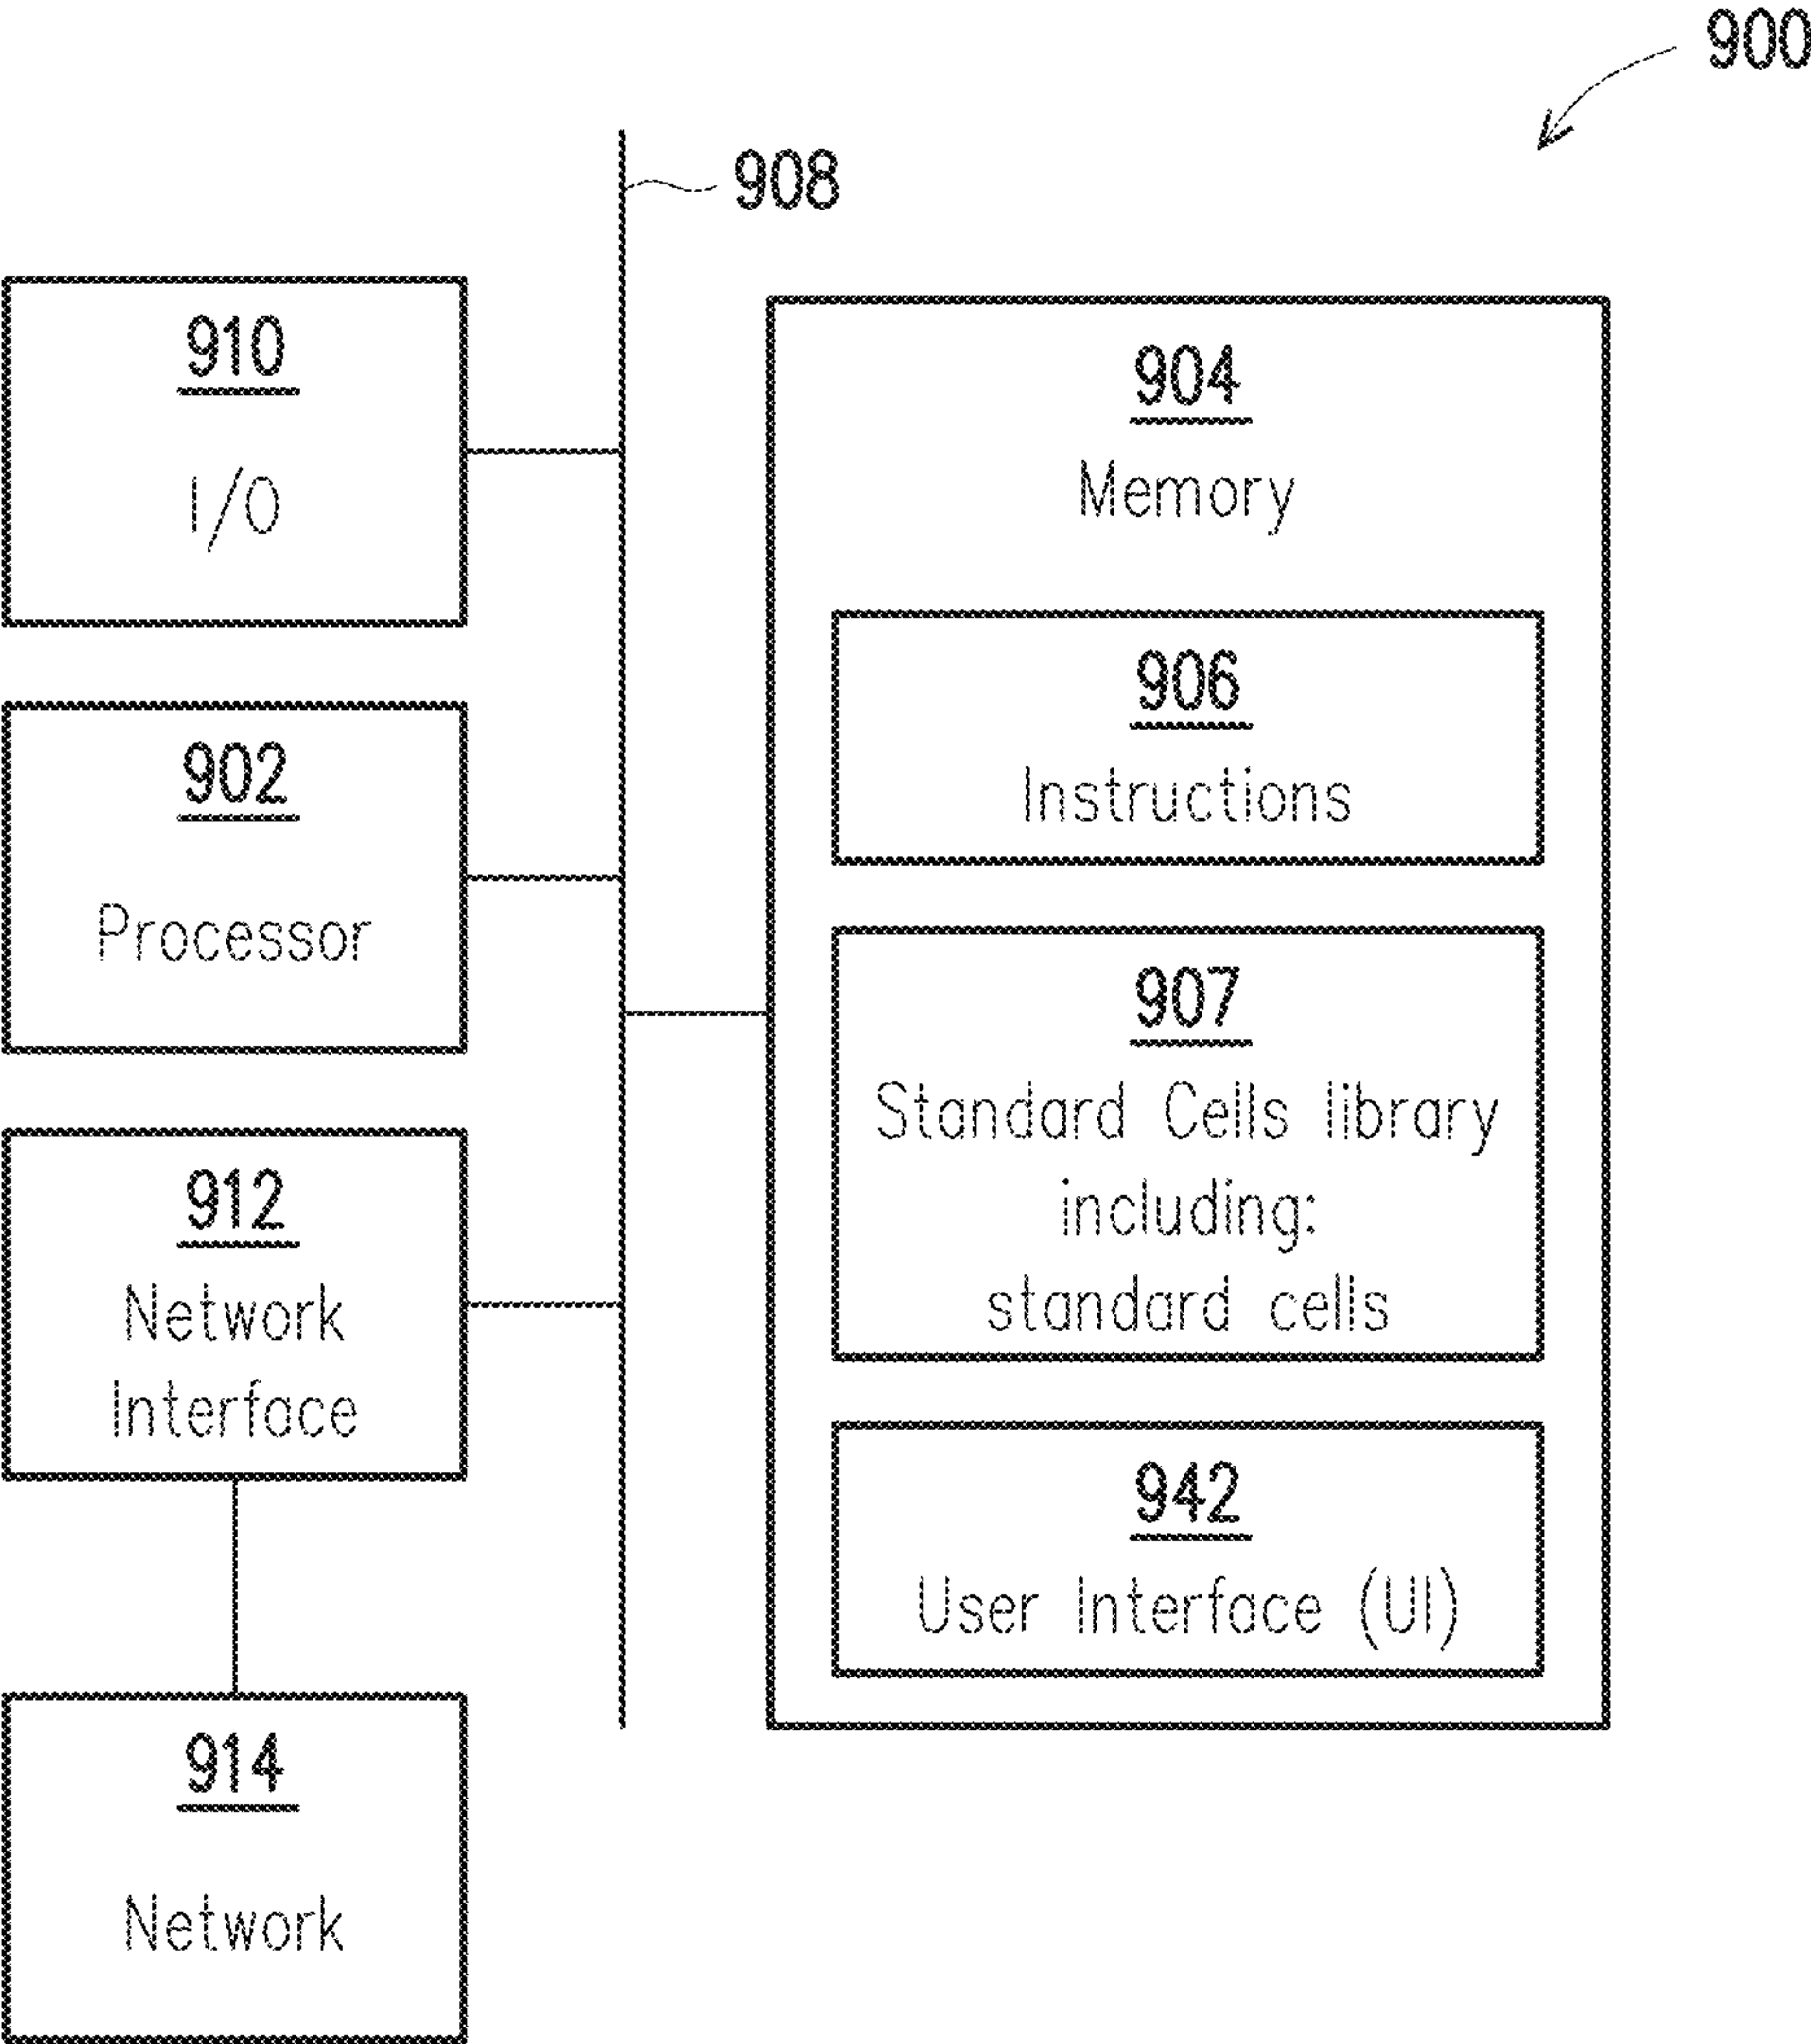 900
908
910
I/O
902
Processor
912
Network
Interface
914
Network
904
Memory
906
Instructions
907
Standard Cells library
including:
standard cells
942
User Interface (UI)